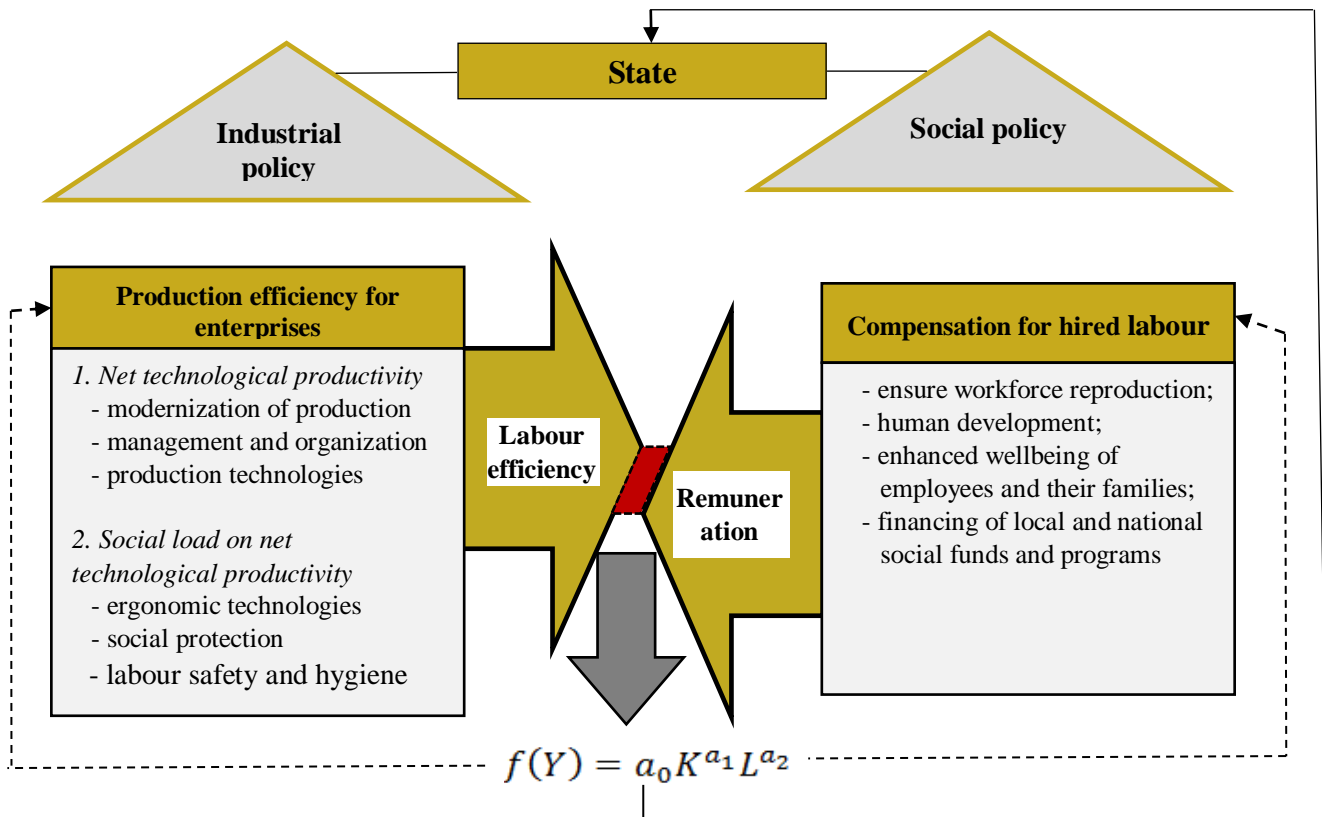 State
Industrial
policy
Social policy
Production efficiency for
enterprises
1. Net technological productivity
- modernization of production
- management and organization
- production technologies
2. Social load on net
technological productivity
- ergonomic technologies
- social protection
- labour safety and hygiene
Labour
efficiency
Remuner
ation
Compensation for hired labour
- ensure workforce reproduction;
- human development;
- enhanced wellbeing of
employees and their families;
- financing of local and national
social funds and programs
f(Y) = a₀K^{a₁}L^{a₂}